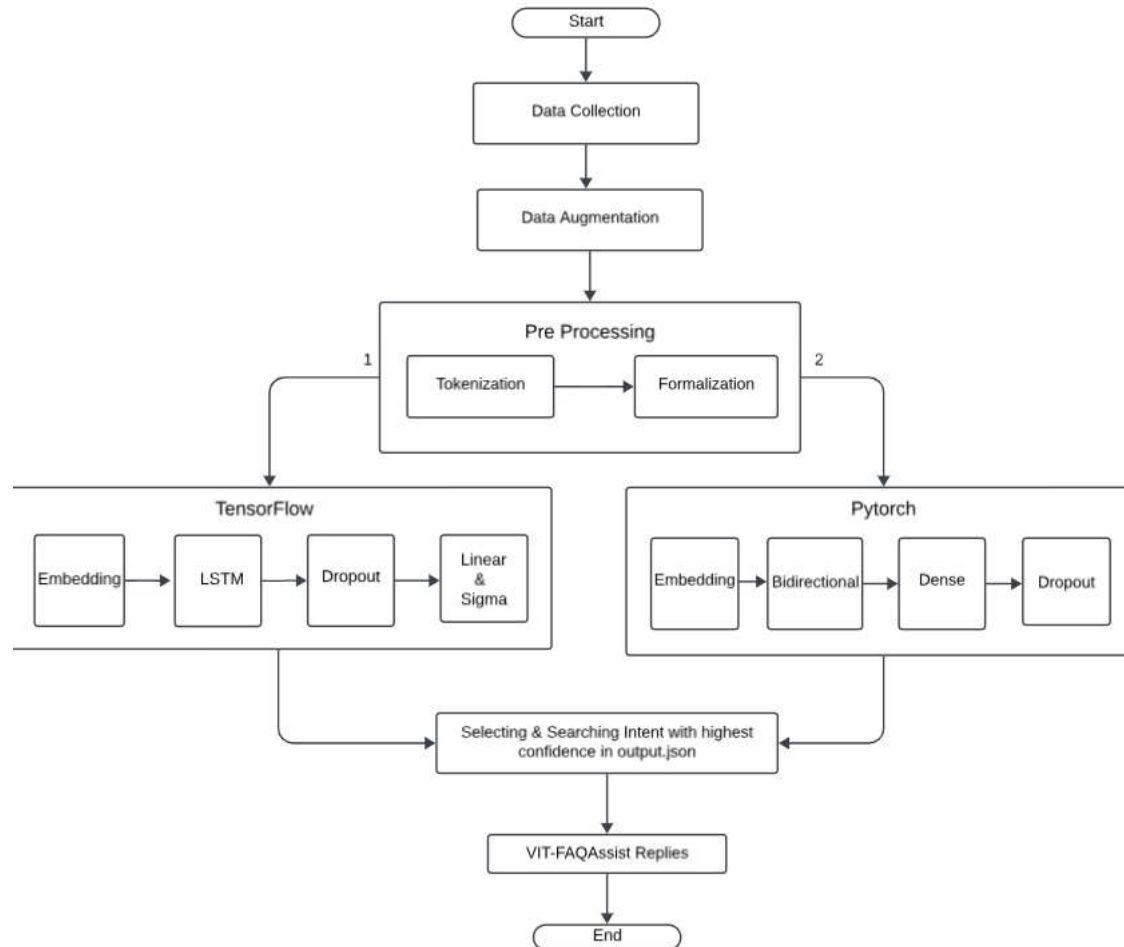 Start
Data Collection
Data Augmentation
Pre Processing
1
2
Tokenization
Formalization
TensorFlow
Embedding
LSTM
Dropout
Linear
&
Sigma
Pytorch
Embedding
Bidirectional
Dense
Dropout
Selecting & Searching Intent with highest
confidence in output.json
VIT-FAQAssist Replies
End